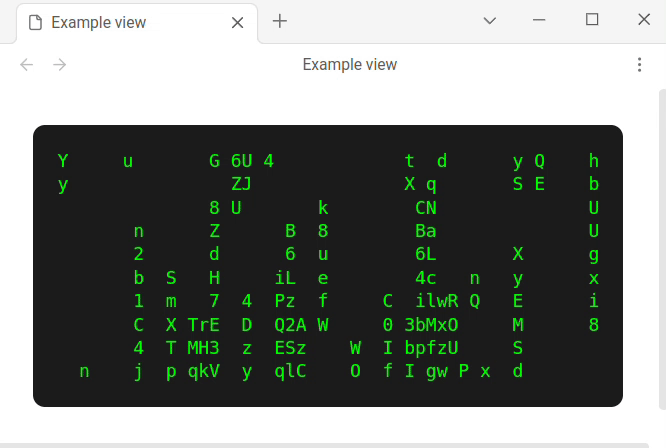 Example view
Example view
Y     u       G 6U 4            t  d      y Q    h
y               ZJ              X q       S E    b
              8 U       k        CN              U
       n      Z      B  8        Ba              U
       2      d      6  u        6L       X      g
       b  S   H     iL  e        4c   n   y      x
       1  m   7  4  Pz  f     C  ilwR Q   E      i
       C  X TrE  D  Q2A W     0 3bMxO     M      8
       4  T MH3  z  ESz    W  I bpfzU     S
  n    j  p qkV  y  qlC    O  f I gw P x  d